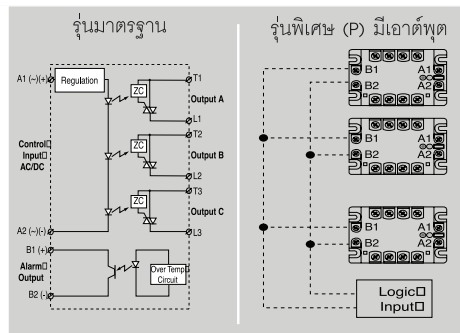 รุ่นมาตรฐาน
A1 (~)(+)
Regulation
ZC
T1
Output A
L1
T2
ZC
Output B
L2
Control
Input
AC/DC
T3
ZC
Output C
L3
A2 (~)(-)
B1 (+)
Alarm
Output
Over Temp
Circuit
B2 (-)
รุ่นพิเศษ (P) มีเอาต์พุต
B1 A1
B2 A2
B1 A1
B2 A2
B1 A1
B2 A2
Logic
Input